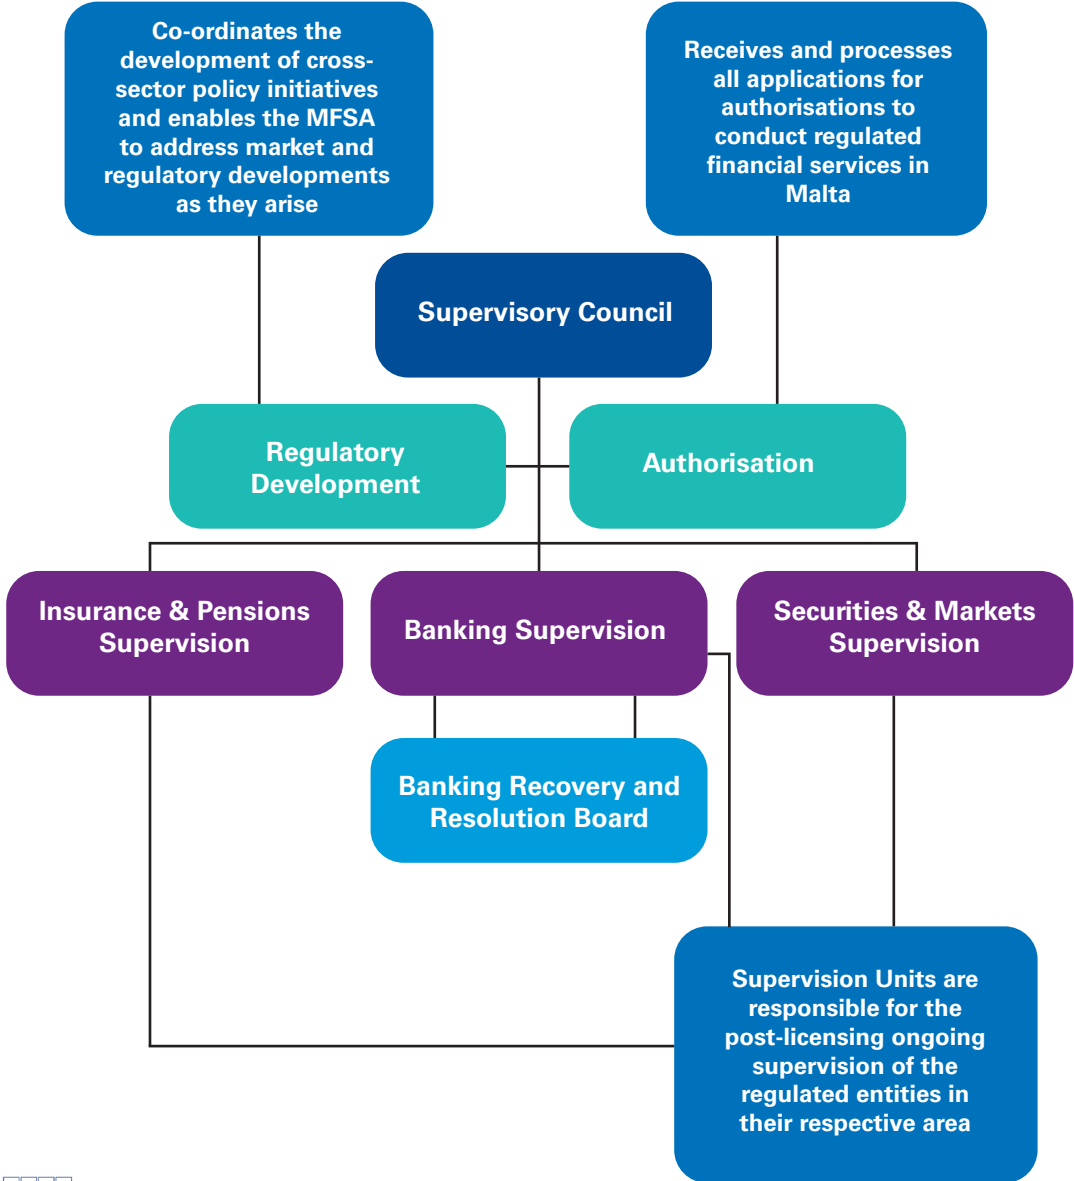 Co-ordinates the
development of cross-
sector policy initiatives
and enables the MFSA
to address market and
regulatory developments
as they arise
Receives and processes
all applications for
authorisations to
conduct regulated
financial services in
Malta
Supervisory Council
Regulatory
Development
Authorisation
Insurance & Pensions
Supervision
Banking Supervision
Securities & Markets
Supervision
Banking Recovery and
Resolution Board
Supervision Units are
responsible for the
post-licensing ongoing
supervision of the
regulated entities in
their respective area